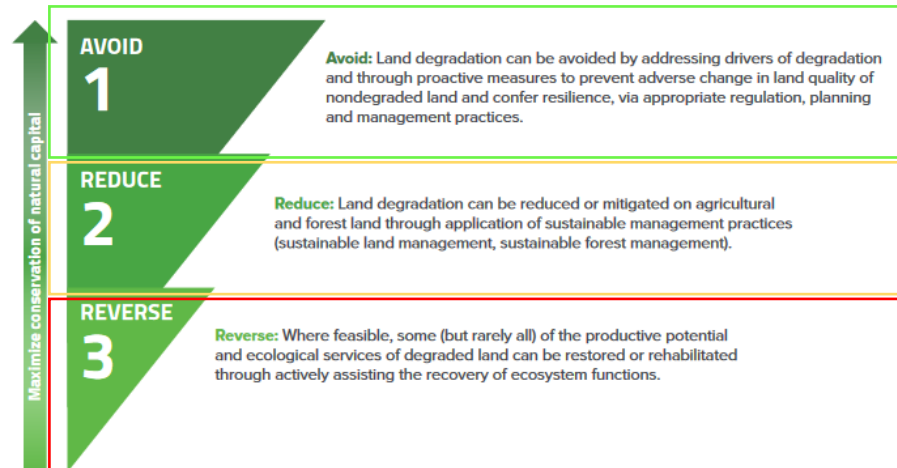 Maximize conservation of natural capital
AVOID
1
Avoid: Land degradation can be avoided by addressing drivers of degradation
and through proactive measures to prevent adverse change in land quality of
nondegraded land and confer resilience, via appropriate regulation, planning
and management practices.
REDUCE
2
Reduce: Land degradation can be reduced or mitigated on agricultural
and forest land through application of sustainable management practices
(sustainable land management, sustainable forest management).
REVERSE
3
Reverse: Where feasible, some (but rarely all) of the productive potential
and ecological services of degraded land can be restored or rehabilitated
through actively assisting the recovery of ecosystem functions.